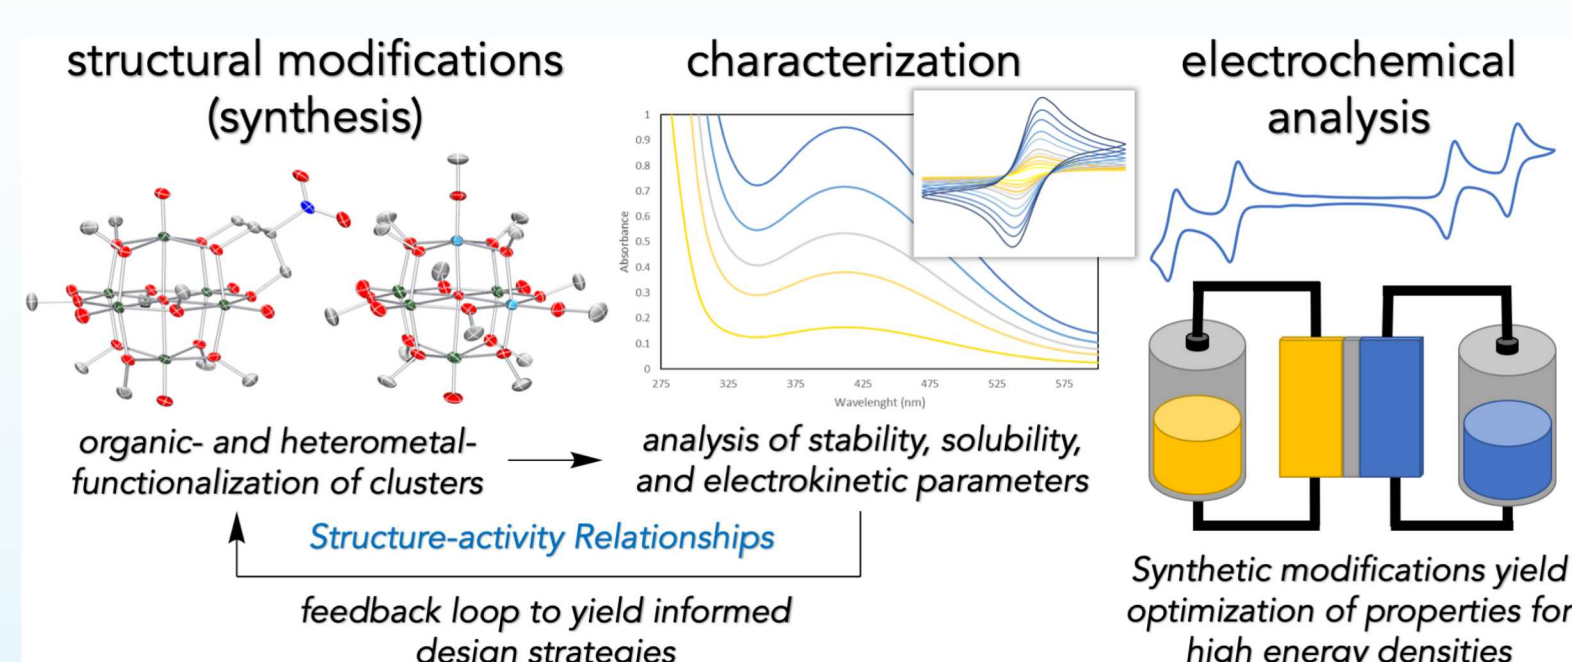 structural modifications
(synthesis)
characterization
electrochemical
analysis
1
0.9
0.8
0.7
0.6
0.5
0.4
0.3
0.2
0.1
0
Absorbance
275
325
375
425
475
525
575
Wavelenght (nm)
organic- and heterometal-
functionalization of clusters
analysis of stability, solubility,
and electrokinetic parameters
Structure-activity Relationships
feedback loop to yield informed
design strategies
Synthetic modifications yield
optimization of properties for
high energy densities